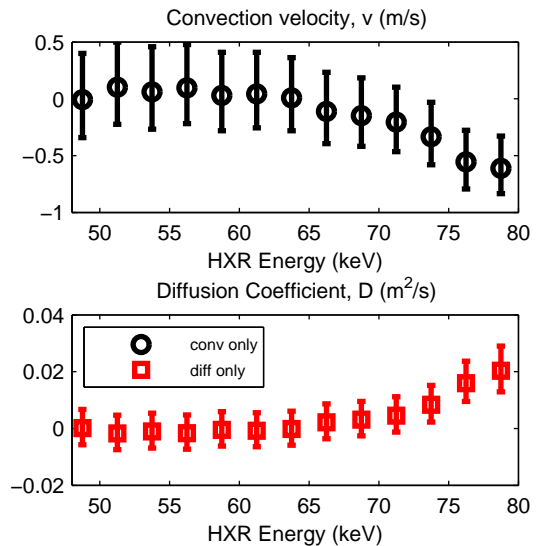 Convection velocity, v (m/s)
0.5
0
−0.5
−1
50 55 60 65 70 75 80
HXR Energy (keV)
Diffusion Coefficient, D (m²/s)
0.04
0.02
0
−0.02
conv only
diff only
50 55 60 65 70 75 80
HXR Energy (keV)